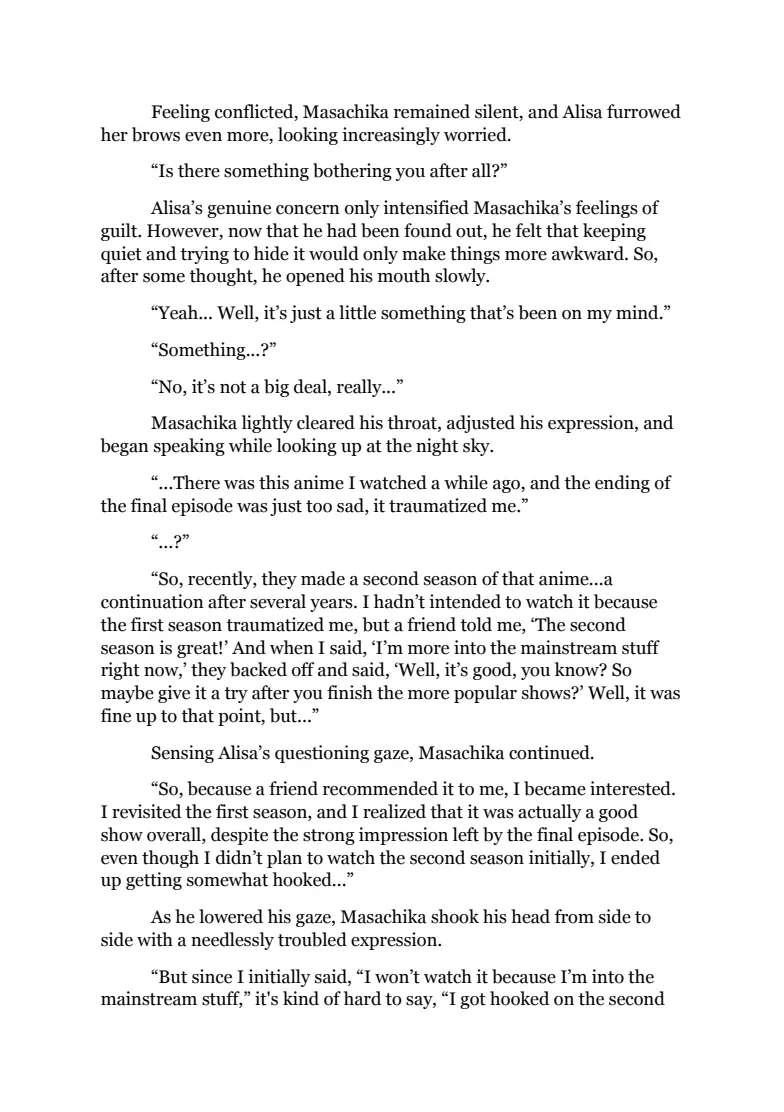 Feeling conflicted, Masachika remained silent, and Alisa furrowed
her brows even more, looking increasingly worried.
“Is there something bothering you after all?”
Alisa’s genuine concern only intensified Masachika’s feelings of
guilt. However, now that he had been found out, he felt that keeping
quiet and trying to hide it would only make things more awkward. So,
after some thought, he opened his mouth slowly.
“Yeah... Well, it’s just a little something that’s been on my mind.”
“Something...?”
“No, it’s not a big deal, really...”
Masachika lightly cleared his throat, adjusted his expression, and
began speaking while looking up at the night sky.
“...There was this anime I watched a while ago, and the ending of
the final episode was just too sad, it traumatized me.”
“...?”
“So, recently, they made a second season of that anime...a
continuation after several years. I hadn’t intended to watch it because
the first season traumatized me, but a friend told me, ‘The second
season is great!’ And when I said, ‘I’m more into the mainstream stuff
right now,’ they backed off and said, ‘Well, it’s good, you know? So
maybe give it a try after you finish the more popular shows?’ Well, it was
fine up to that point, but...”
Sensing Alisa’s questioning gaze, Masachika continued.
“So, because a friend recommended it to me, I became interested.
I revisited the first season, and I realized that it was actually a good
show overall, despite the strong impression left by the final episode. So,
even though I didn’t plan to watch the second season initially, I ended
up getting somewhat hooked...”
As he lowered his gaze, Masachika shook his head from side to
side with a needlessly troubled expression.
“But since I initially said, “I won’t watch it because I’m into the
mainstream stuff,” it's kind of hard to say, “I got hooked on the second